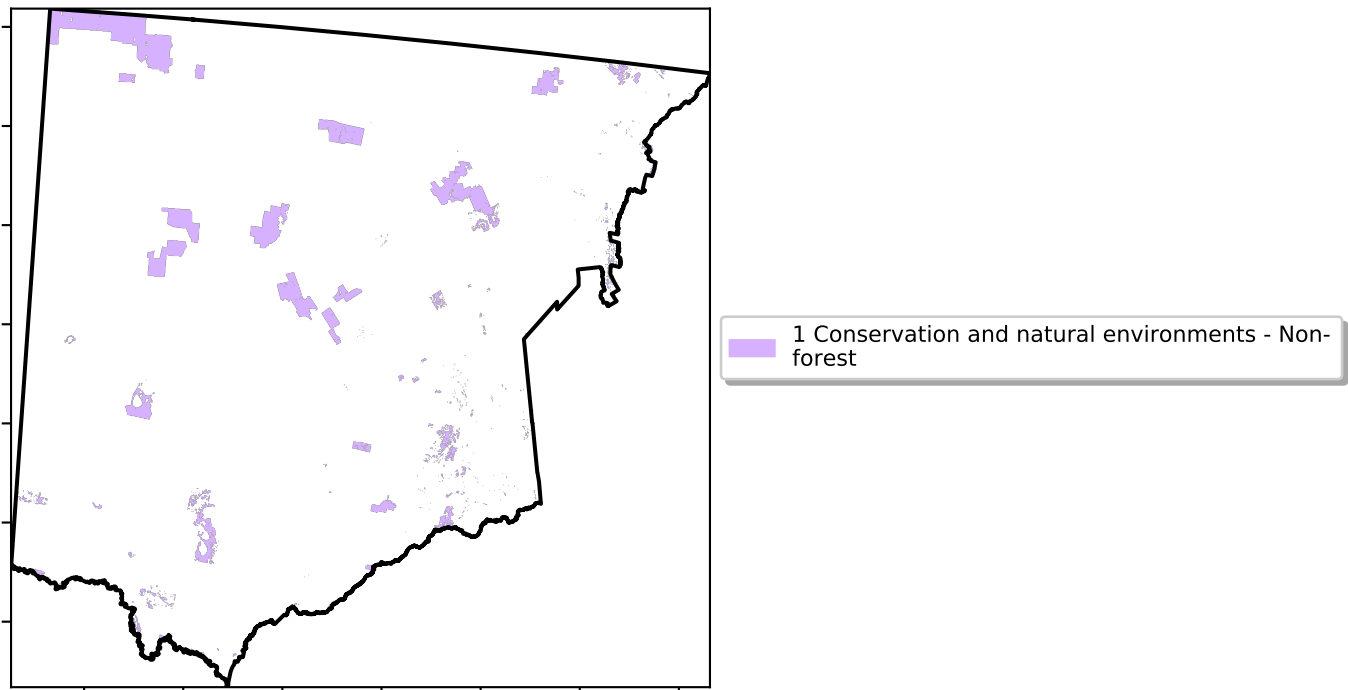 1 Conservation and natural environments - Non-
forest